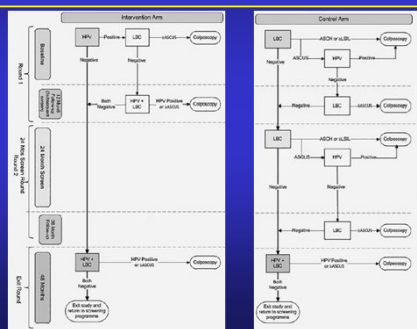 Intervention Arm
HPV
Positive
LBC
≥ASCUS
Colposcopy
Negative
Negative
Both
Negative
HPV +
LBC
HPV Positive
or ≥ASCUS
Colposcopy
HPV +
LBC
HPV Positive
or ≥ASCUS
Colposcopy
Both
Negative
Exit study and
return to screening
programme
Baseline
Round 1
24 Month Screen
Round 2
48 Months
Exit Round
Control Arm
LBC
ASCH or ≥LSIL
Colposcopy
ASCUS
HPV
Positive
Negative
Negative
Negative
LBC
≥ASCUS
Colposcopy
LBC
ASCH or ≥LSIL
Colposcopy
ASCUS
HPV
Positive
Negative
Negative
Negative
LBC
≥ASCUS
Colposcopy
HPV +
LBC
HPV Positive
or ≥ASCUS
Colposcopy
Both
Negative
Exit study and
return to screening
programme